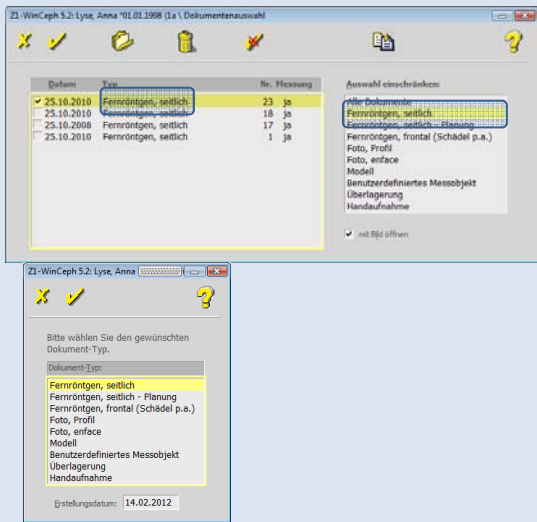 Z1-WinCeph 5.2: Lyse, Anna *01.01.1998 (1a \ Dokumentenauswahl
Datum Typ Nr. Messung
25.10.2010 Fernröntgen, seitlich 23 ja
25.10.2010 Fernröntgen, seitlich 18 ja
25.10.2008 Fernröntgen, seitlich 17 ja
25.10.2010 Fernröntgen, seitlich 1 ja
Auswahl einschränken:
Alle Dokumente
Fernröntgen, seitlich
Fernröntgen, seitlich - Planung
Fernröntgen, frontal (Schädel p.a.)
Foto, Profil
Foto, enface
Modell
Benutzerdefiniertes Messobjekt
Überlagerung
Handaufnahme
mit Bild öffnen
Z1-WinCeph 5.2: Lyse, Anna
Bitte wählen Sie den gewünschten
Dokument-Typ.
Dokument-Typ:
Fernröntgen, seitlich
Fernröntgen, seitlich - Planung
Fernröntgen, frontal (Schädel p.a.)
Foto, Profil
Foto, enface
Modell
Benutzerdefiniertes Messobjekt
Überlagerung
Handaufnahme
Erstellungsdatum: 14.02.2012